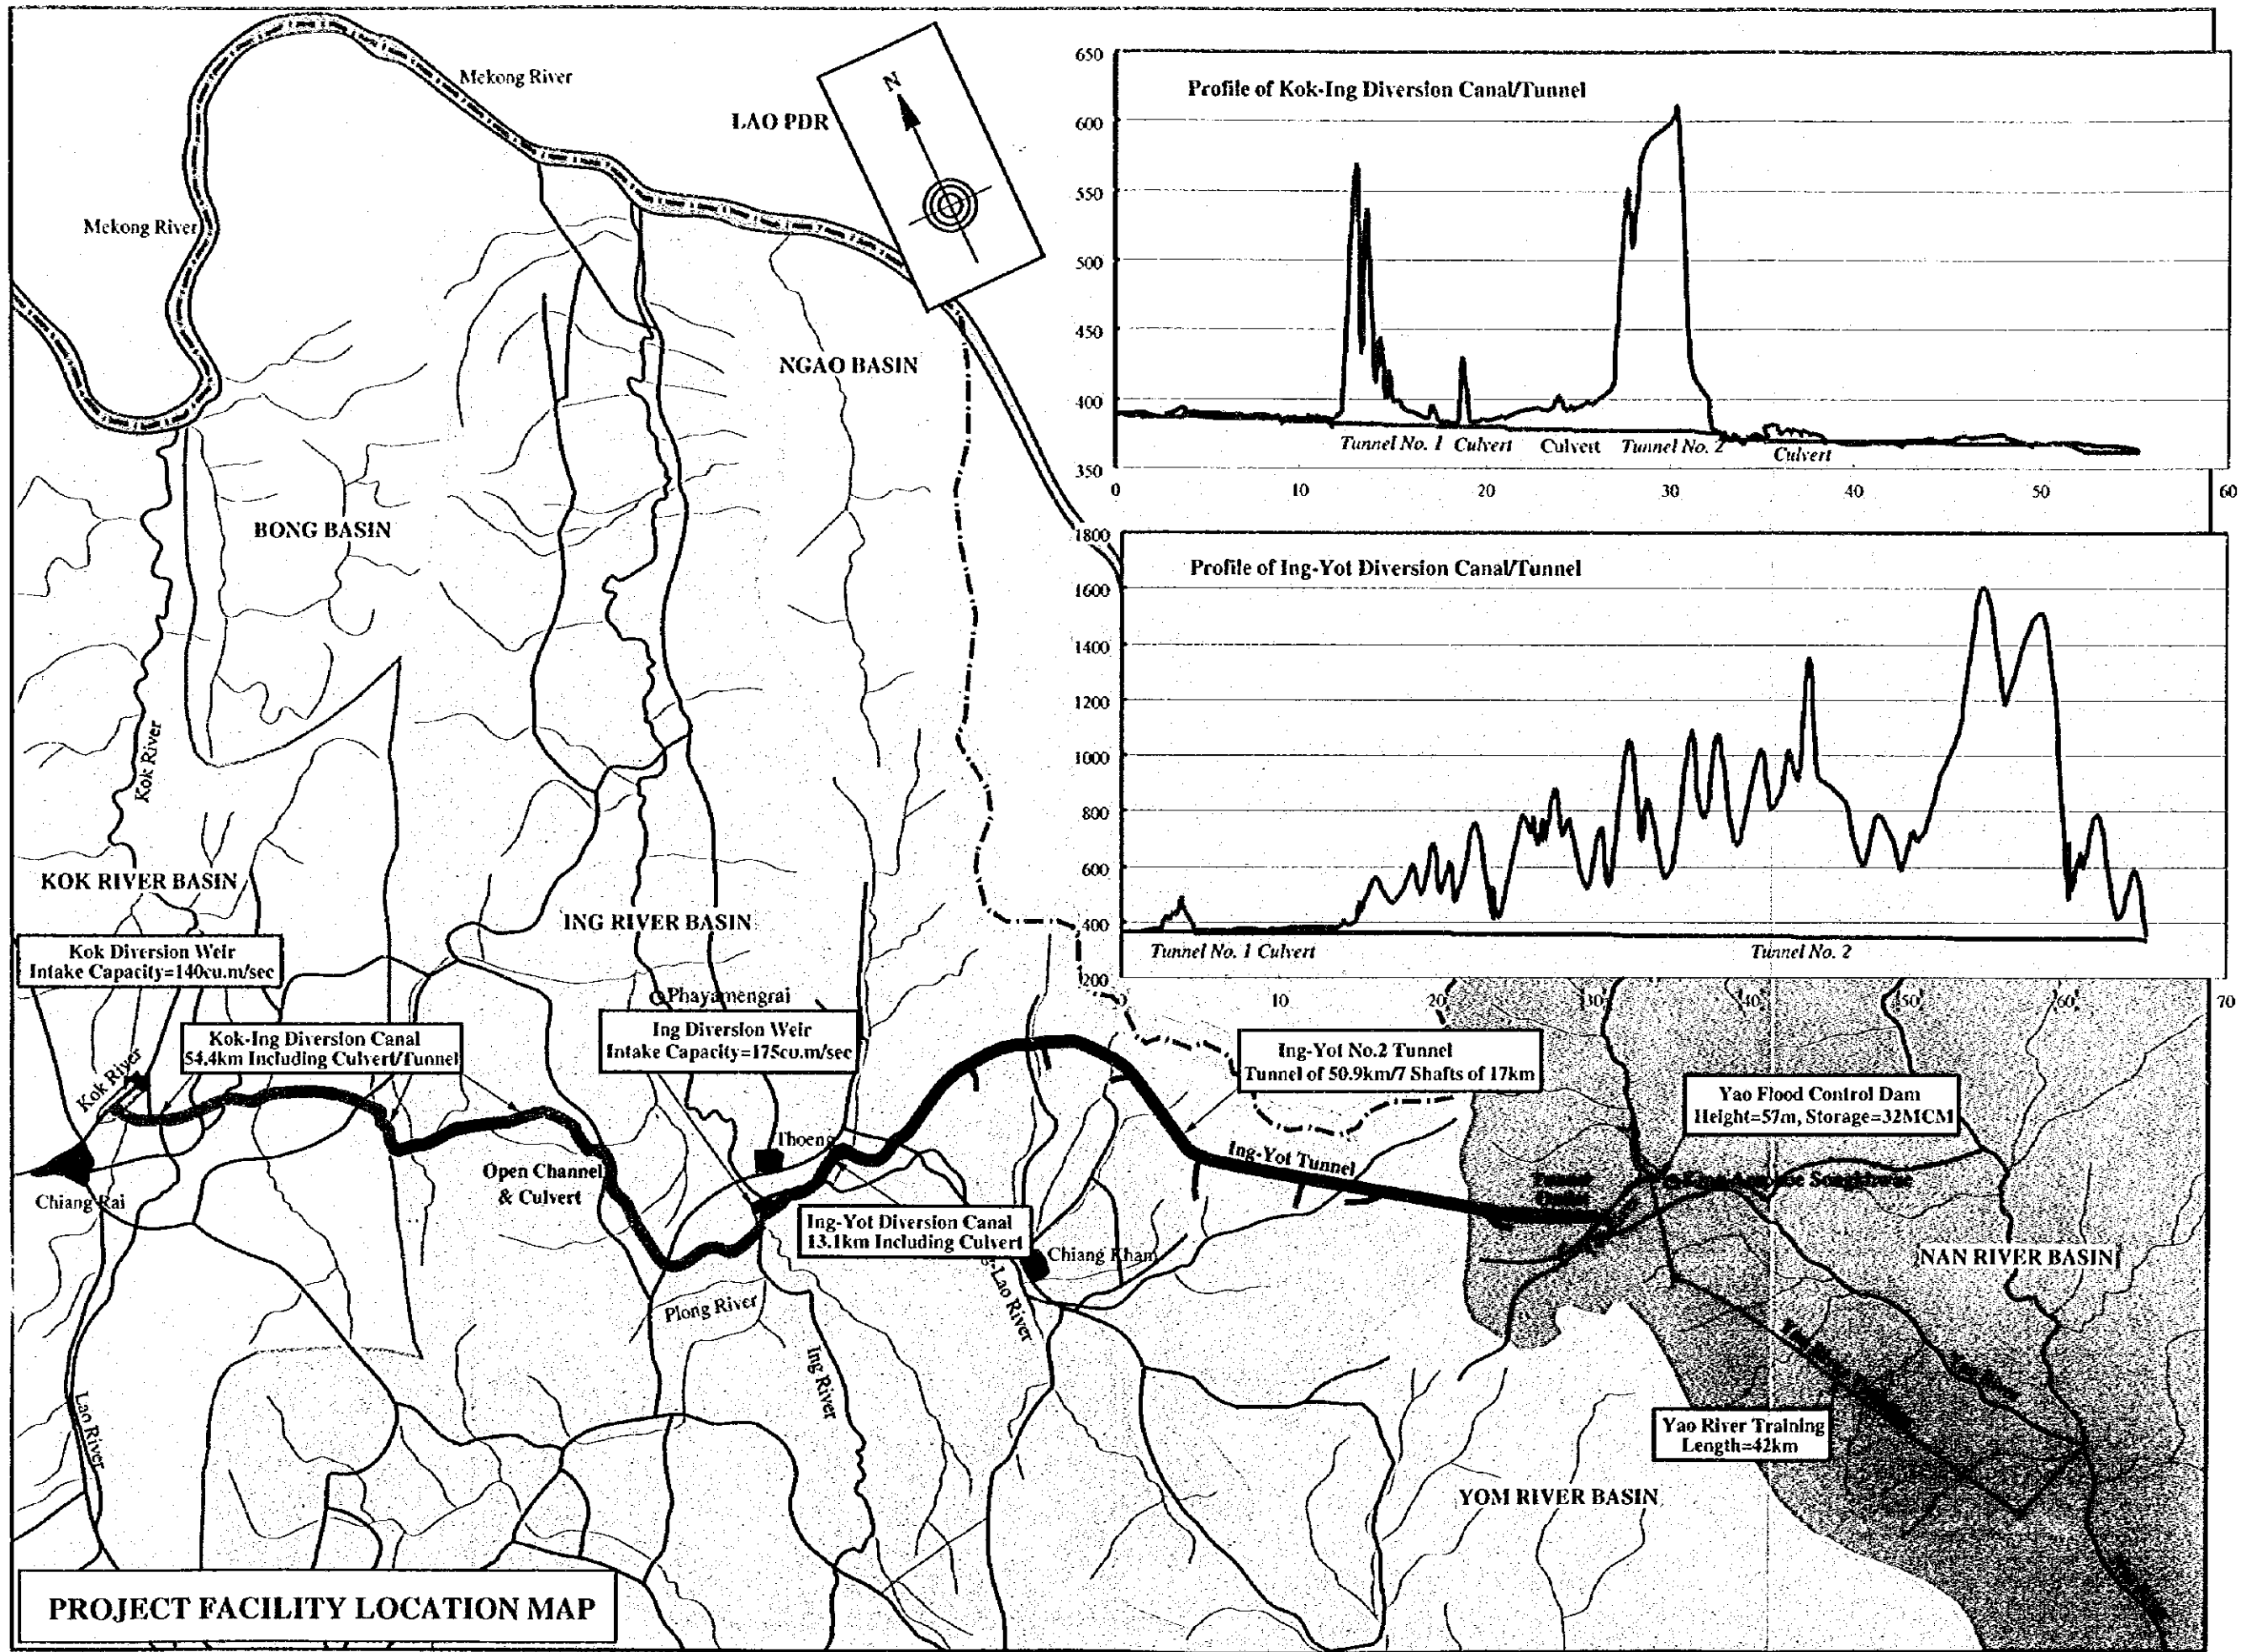 Mekong River
LAO PDR
N
Mekong River
NGAO BASIN
BONG BASIN
Kok River
KOK RIVER BASIN
ING RIVER BASIN
Profile of Kok-Ing Diversion Canal/Tunnel
650
600
550
500
450
400
350
Tunnel No. 1 Culvert Culvert Tunnel No. 2
Culvert
0 10 20 30 40 50 60
Profile of Ing-Yot Diversion Canal/Tunnel
1800
1600
1400
1200
1000
800
600
400
200
Tunnel No. 1 Culvert Tunnel No. 2
0 10 20 30 40 50 60 70
Kok Diversion Weir
Intake Capacity=140cu.m/sec
Kok-Ing Diversion Canal
54.4km Including Culvert/Tunnel
Phayamengrai
Ing Diversion Weir
Intake Capacity=175cu.m/sec
Ing-Yot No.2 Tunnel
Tunnel of 50.9km/7 Shafts of 17km
Yao Flood Control Dam
Height=57m, Storage=32MCM
Kok River
Chiang Rai
Open Channel
& Culvert
Thoeng
Ing-Yot Tunnel
Tunnel
Outlet
Ing-Yot Diversion Canal
13.1km Including Culvert
Chiang Kham
Lao River
NAN RIVER BASIN
Plong River
Ing River
Lao River
Yao River
Yao River Training
Length=42km
YOM RIVER BASIN
PROJECT FACILITY LOCATION MAP